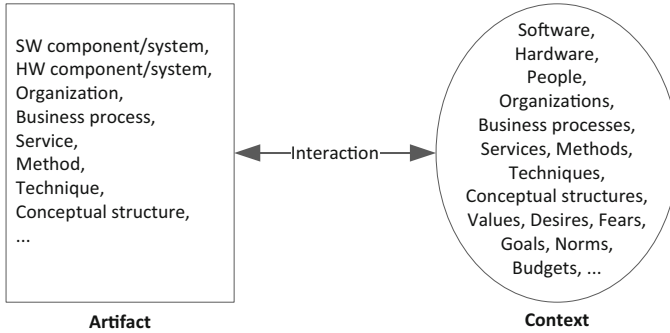 SW component/system,
HW component/system,
Organization,
Business process,
Service,
Method,
Technique,
Conceptual structure,
...
Artifact
Interaction
Software,
Hardware,
People,
Organizations,
Business processes,
Services, Methods,
Techniques,
Conceptual structures,
Values, Desires, Fears,
Goals, Norms,
Budgets, ...
Context